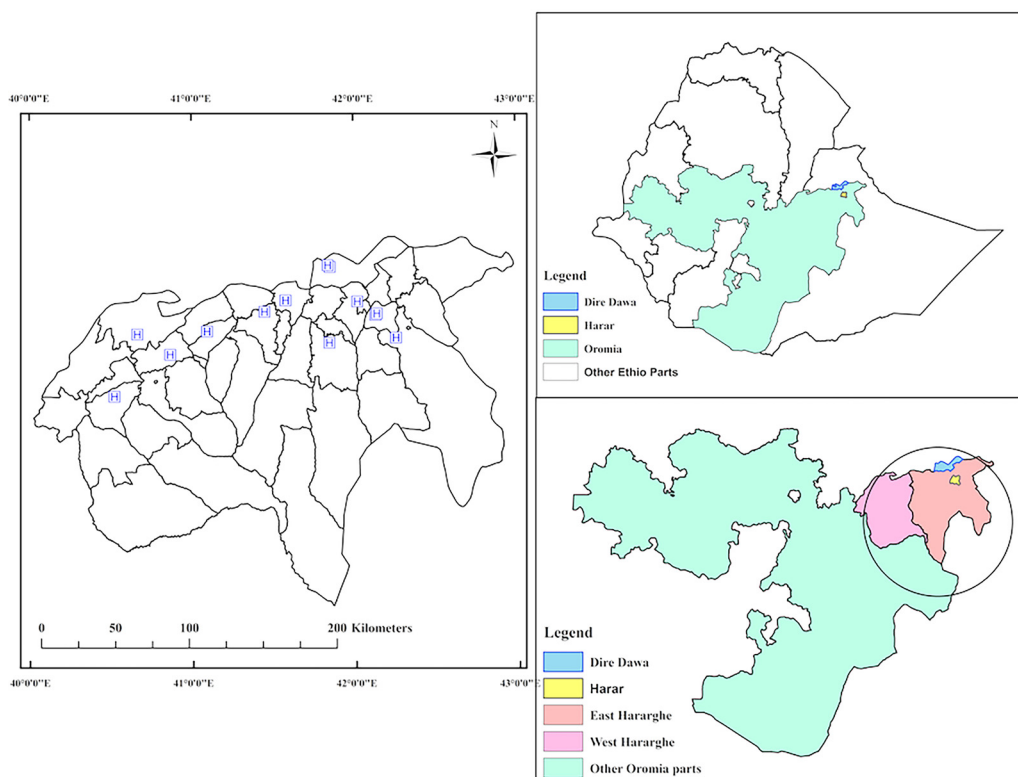 40°0'0"E 41°0'0"E 42°0'0"E 43°0'0"E
N
H
H
H
H
H
H
H
H
H
H
H
0 50 100 200 Kilometers
40°0'0"E 41°0'0"E 42°0'0"E 43°0'0"E
Legend
Dire Dawa
Harar
Oromia
Other Ethio Parts
Legend
Dire Dawa
Harar
East Hararghe
West Hararghe
Other Oromia parts